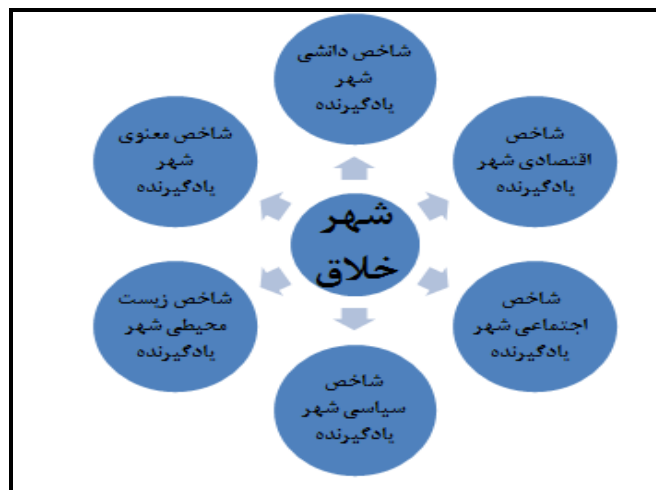 شاخص دانشی
شهر
یادگیرنده
شاخص
اقتصادی شهر
یادگیرنده
شاخص
اجتماعی شهر
یادگیرنده
شاخص
سیاسی شهر
یادگیرنده
شاخص زیست
محیطی شهر
یادگیرنده
شاخص معنوی
شهر
یادگیرنده
شهر
خلاق